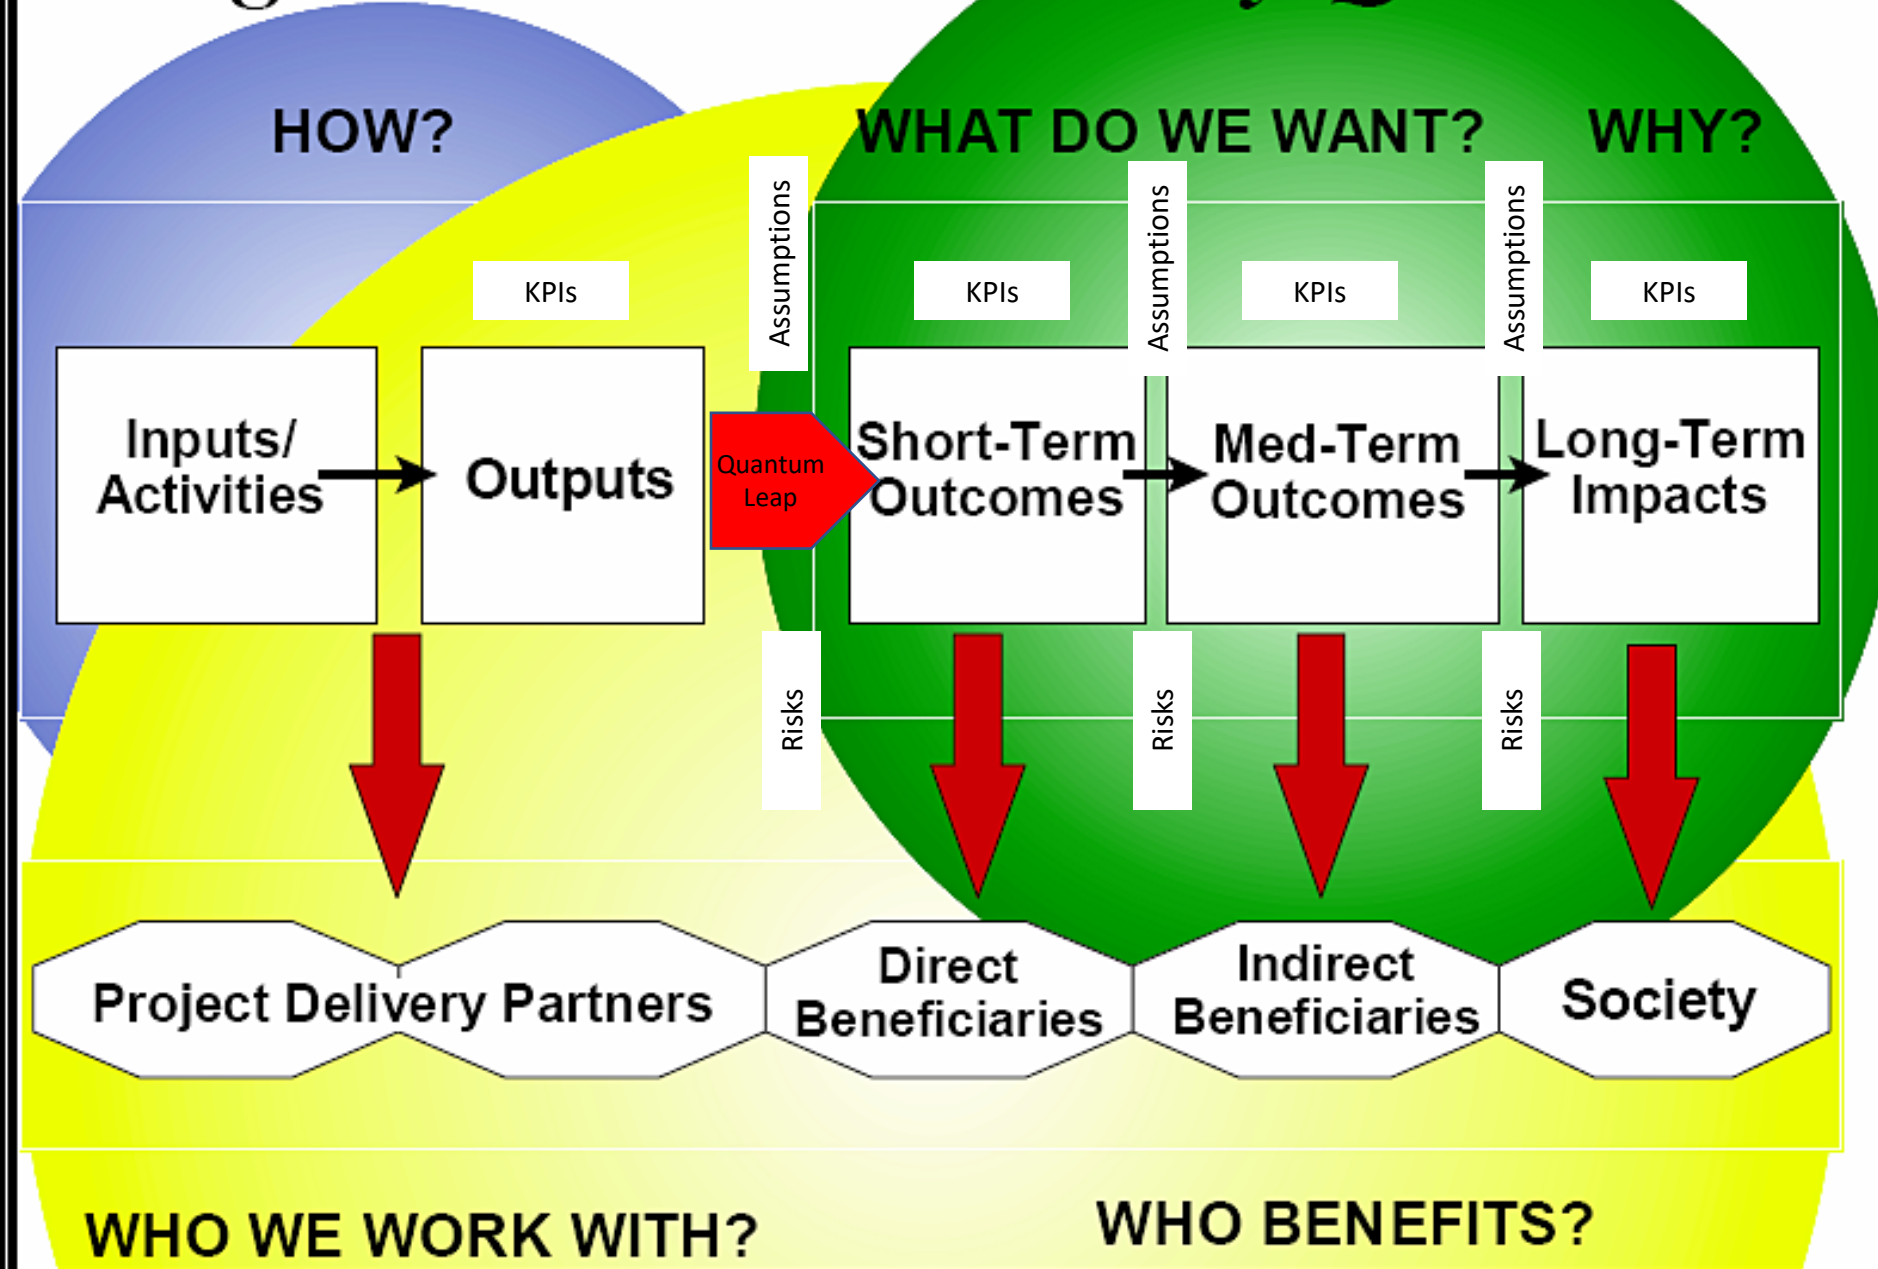 HOW?
WHAT DO WE WANT?
WHY?
Assumptions
Assumptions
Assumptions
KPIs
KPIs
KPIs
KPIs
Inputs/
Activities
Outputs
Quantum
Leap
Short-Term
Outcomes
Med-Term
Outcomes
Long-Term
Impacts
Risks
Risks
Risks
Project Delivery Partners
Direct
Beneficiaries
Indirect
Beneficiaries
Society
WHO WE WORK WITH?
WHO BENEFITS?